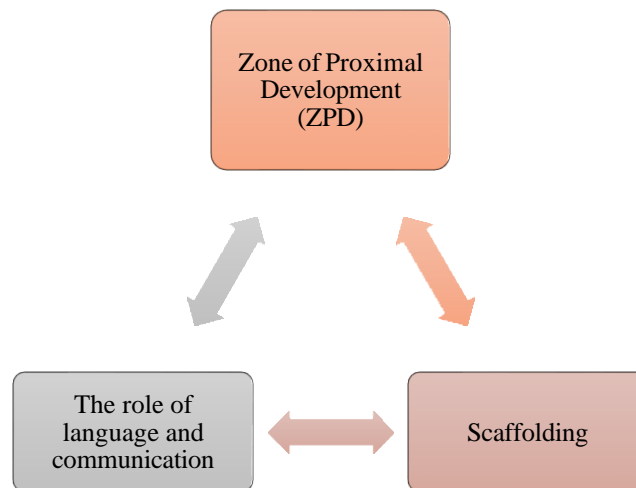 Zone of Proximal
Development
(ZPD)
The role of
language and
communication
Scaffolding